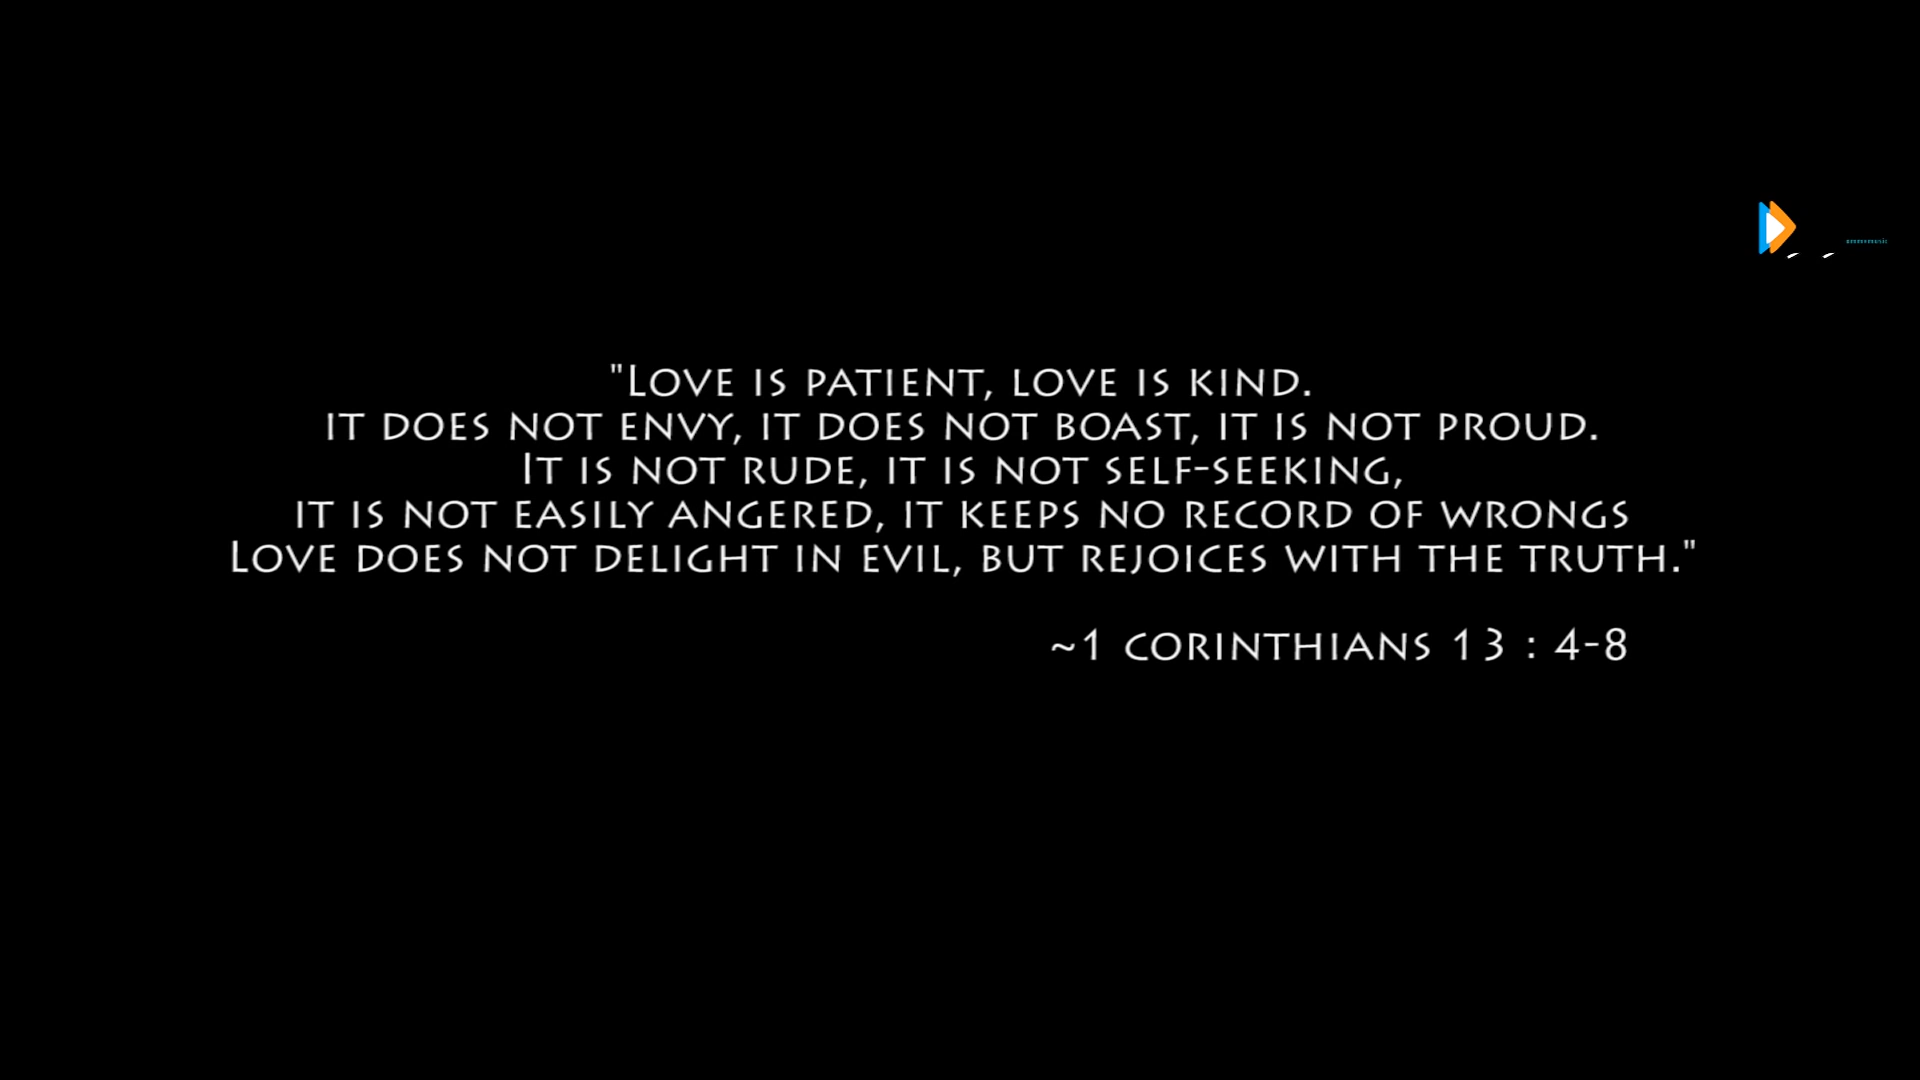 "Love is patient, love is kind.
it does not envy, it does not boast, it is not proud.
It is not rude, it is not self-seeking,
it is not easily angered, it keeps no record of wrongs
Love does not delight in evil, but rejoices with the truth."
~1 corinthians 13 : 4-8